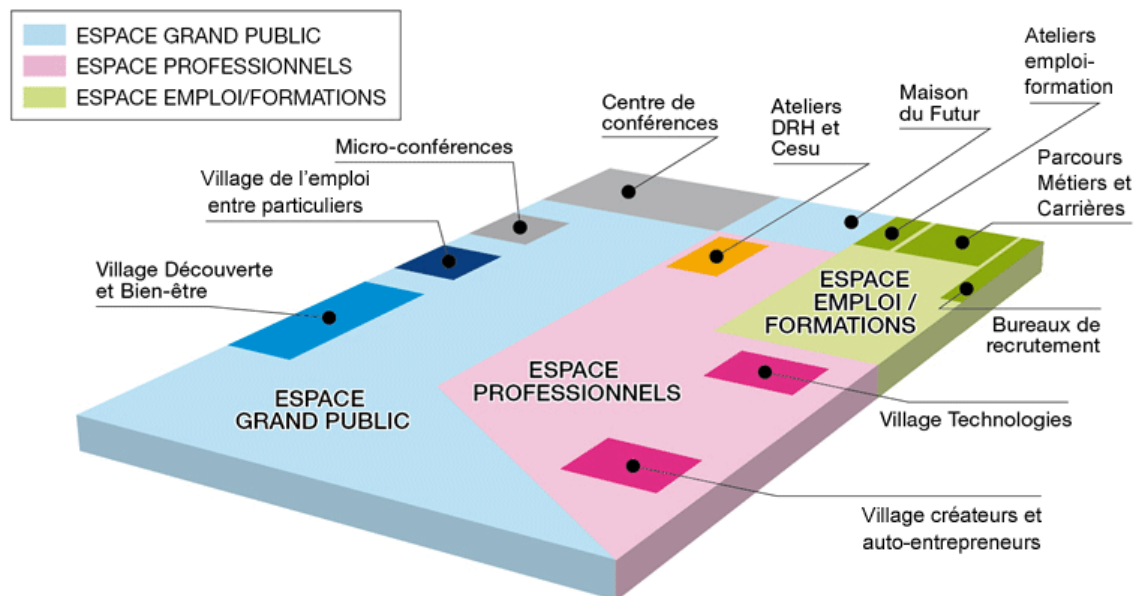 ESPACE GRAND PUBLIC
ESPACE PROFESSIONNELS
ESPACE EMPLOI/FORMATIONS
Ateliers
emploi-
formation
Maison
du Futur
Centre de
conférences
Ateliers
DRH et
Cesu
Micro-conférences
Parcours
Métiers et
Carrières
Village de l'emploi
entre particuliers
Village Découverte
et Bien-être
ESPACE
EMPLOI /
FORMATIONS
Bureaux de
recrutement
ESPACE
PROFESSIONNELS
ESPACE
GRAND PUBLIC
Village Technologies
Village créateurs et
auto-entrepreneurs